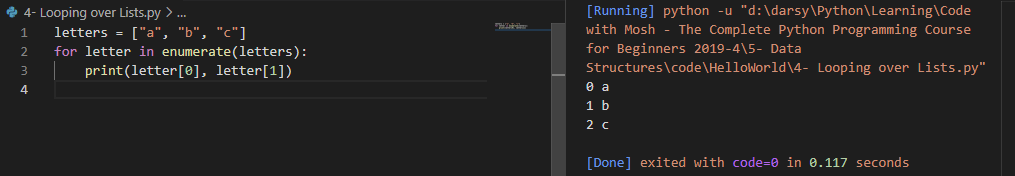 4- Looping over Lists.py > ...
1 letters = ["a", "b", "c"]
2 for letter in enumerate(letters):
3     print(letter[0], letter[1])
4
[Running] python -u "d:\darsy\Python\Learning\Code
with Mosh - The Complete Python Programming Course
for Beginners 2019-4\5- Data
Structures\code\HelloWorld\4- Looping over Lists.py"
0 a
1 b
2 c
[Done] exited with code=0 in 0.117 seconds